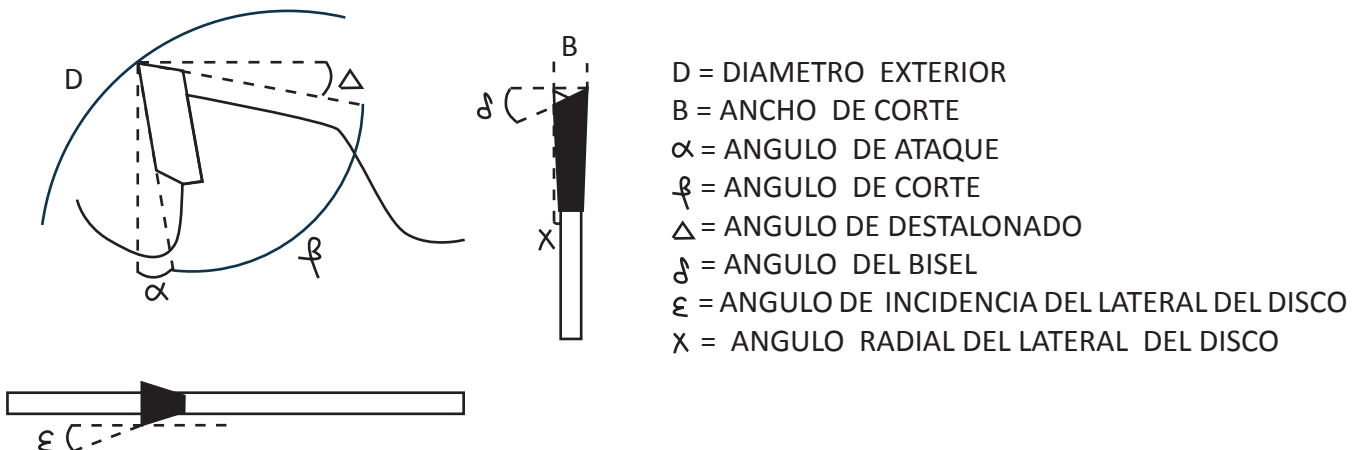 D
Δ
α
β
B
δ
X
ε
D = DIAMETRO EXTERIOR
B = ANCHO DE CORTE
α = ANGULO DE ATAQUE
β = ANGULO DE CORTE
Δ = ANGULO DE DESTALONADO
δ = ANGULO DEL BISEL
ε = ANGULO DE INCIDENCIA DEL LATERAL DEL DISCO
X = ANGULO RADIAL DEL LATERAL DEL DISCO